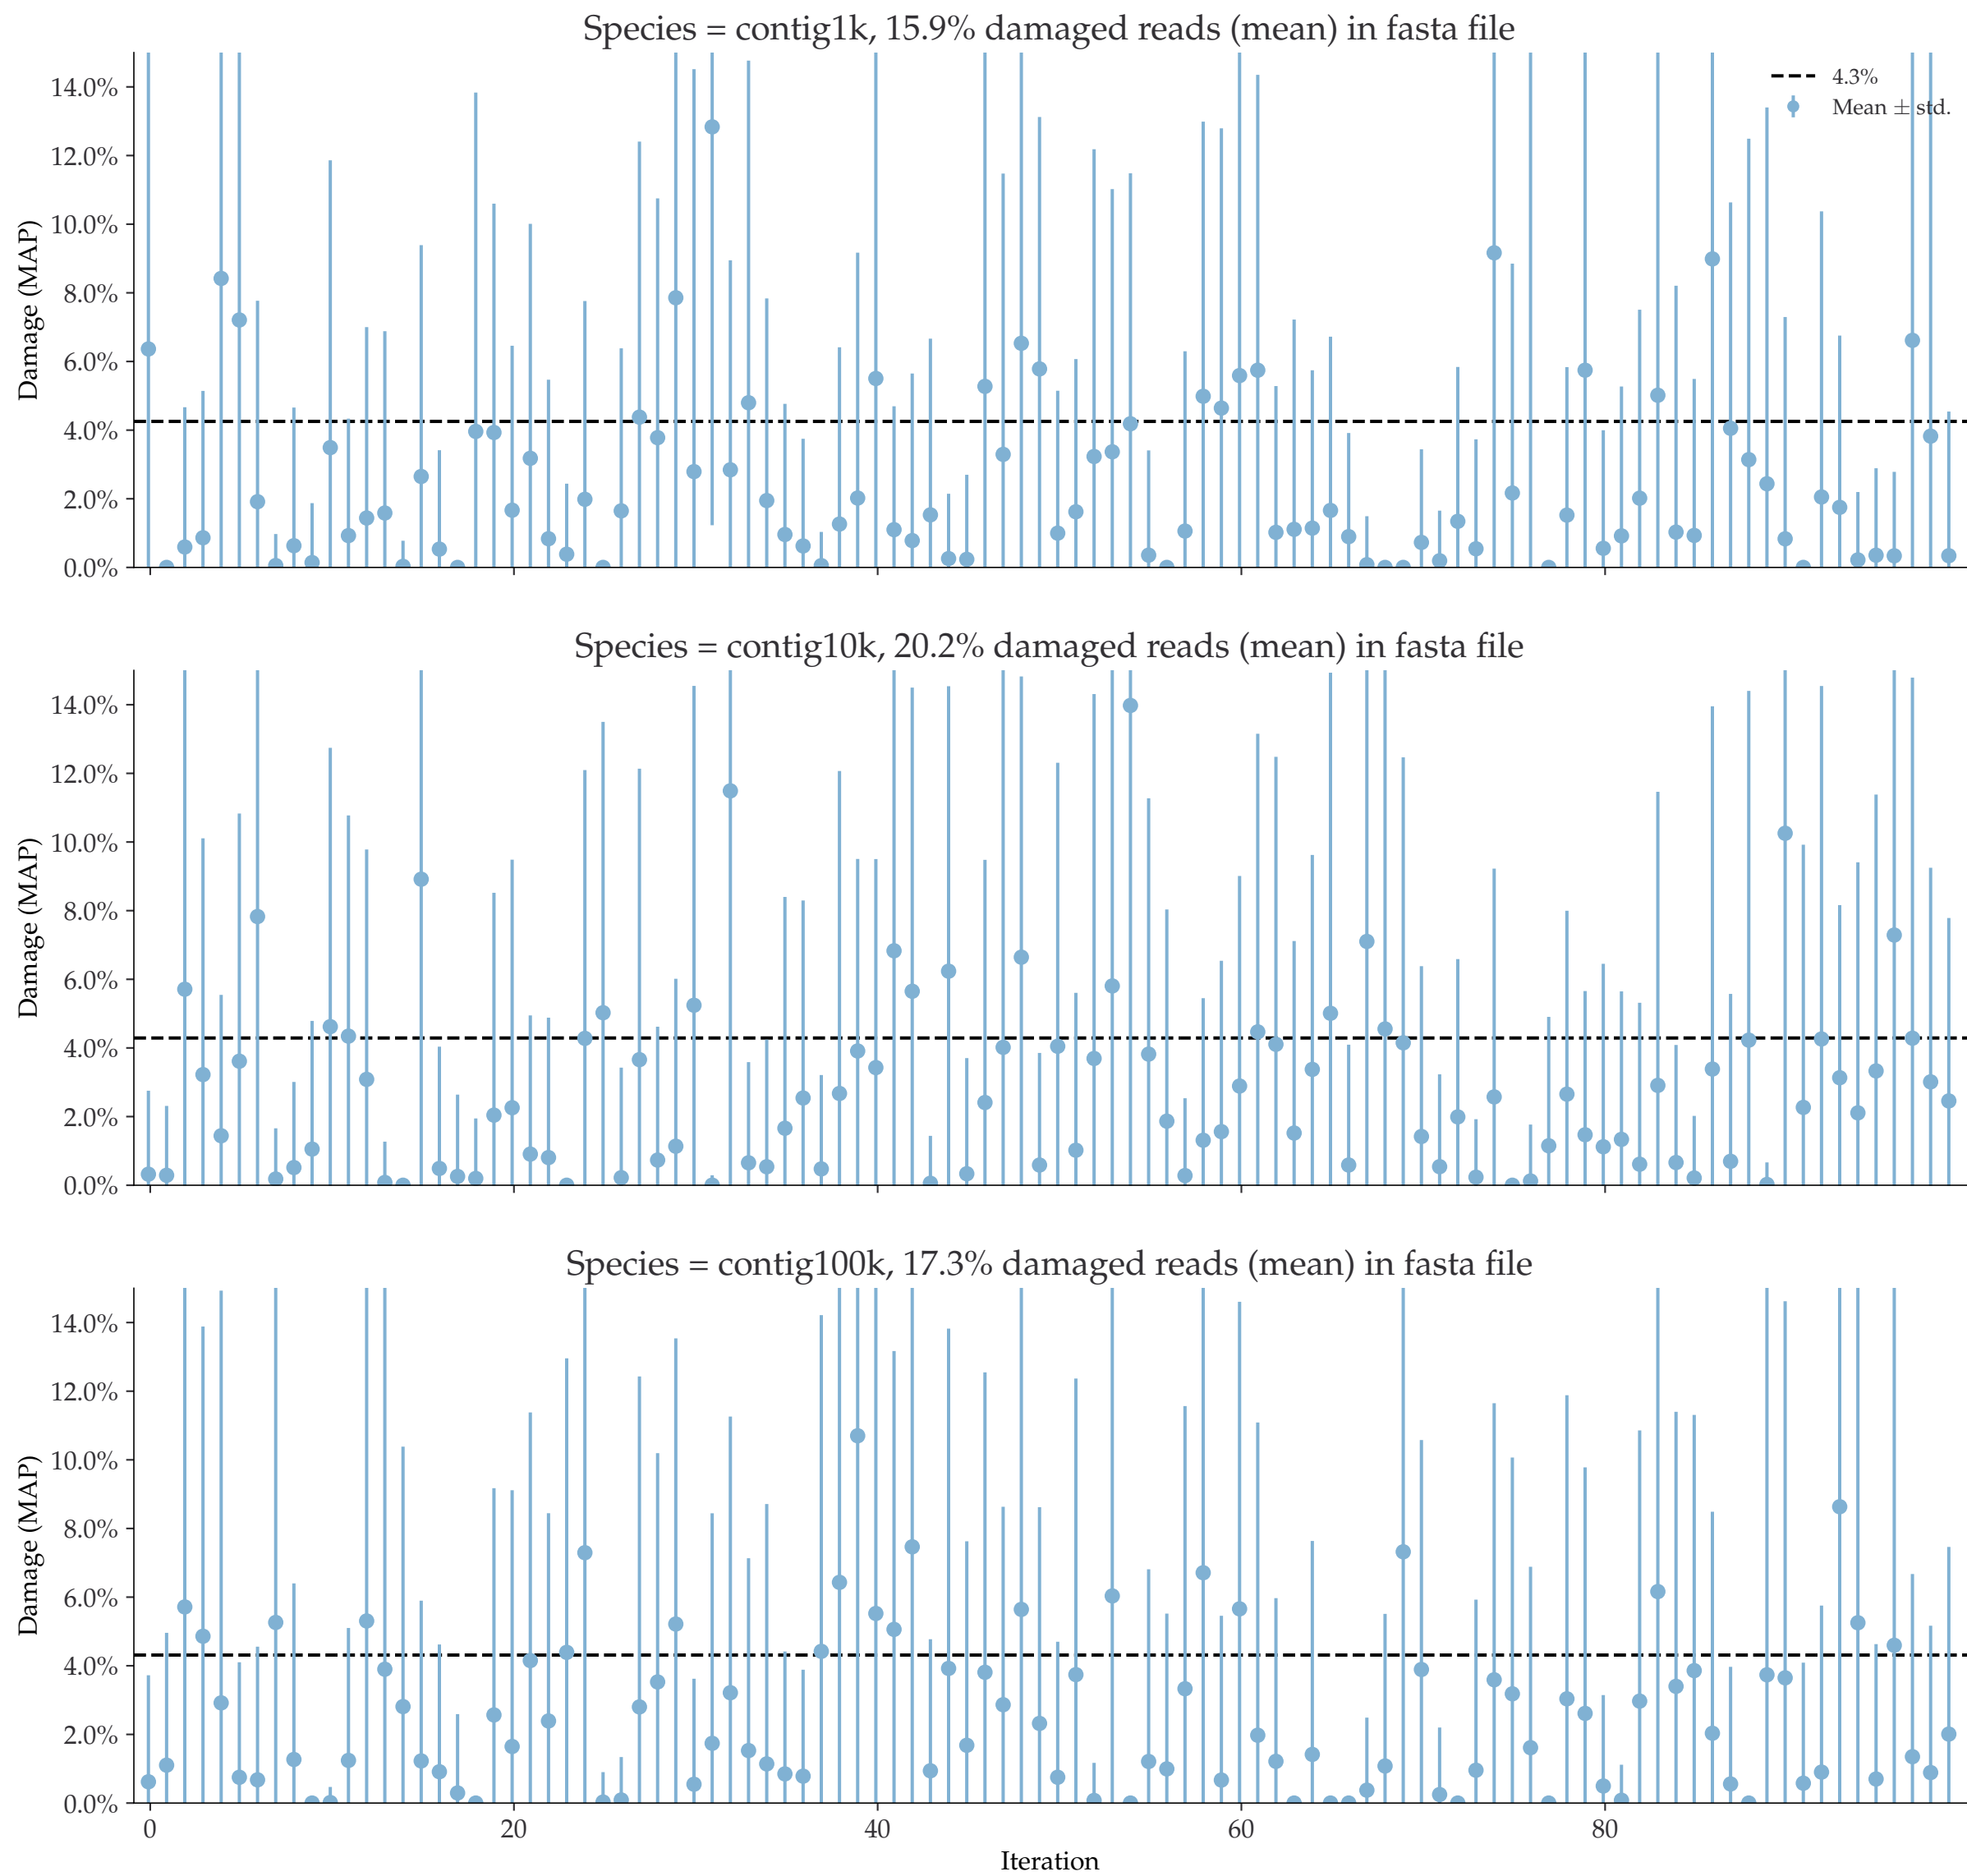 Species = contig1k, 15.9% damaged reads (mean) in fasta file
14.0%
12.0%
10.0%
8.0%
6.0%
4.0%
2.0%
0.0%
Damage (MAP)
4.3%
Mean ± std.
Species = contig10k, 20.2% damaged reads (mean) in fasta file
14.0%
12.0%
10.0%
8.0%
6.0%
4.0%
2.0%
0.0%
Damage (MAP)
Species = contig100k, 17.3% damaged reads (mean) in fasta file
14.0%
12.0%
10.0%
8.0%
6.0%
4.0%
2.0%
0.0%
Damage (MAP)
0 20 40 60 80
Iteration